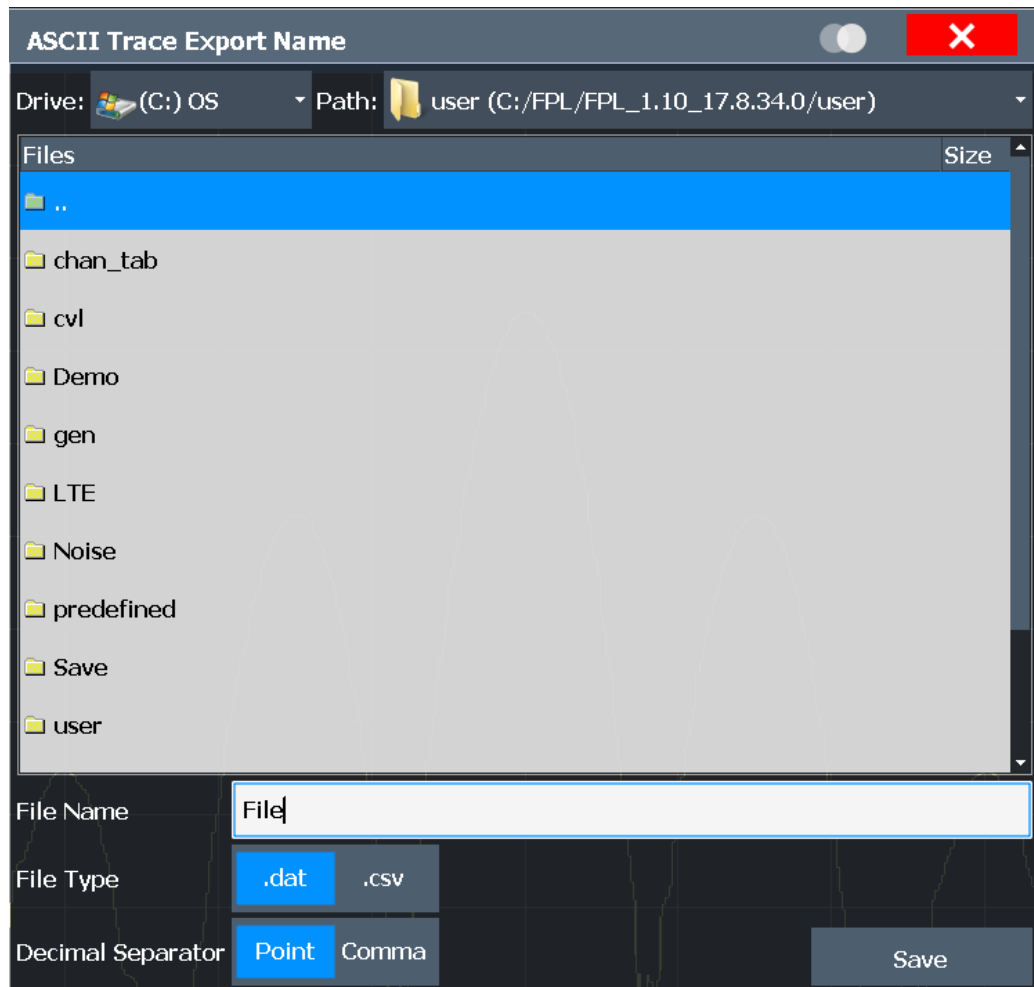 ASCII Trace Export Name
Drive: (C:) OS Path: user (C:/FPL/FPL_1.10_17.8.34.0/user)
Files Size
..
chan_tab
cvl
Demo
gen
LTE
Noise
predefined
Save
user
File Name File
File Type .dat .csv
Decimal Separator Point Comma Save